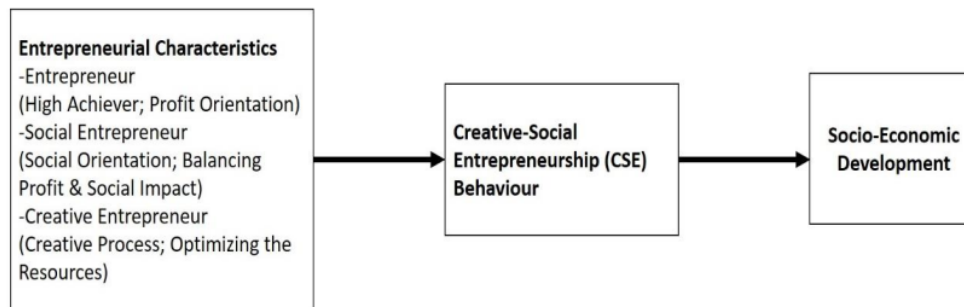 Entrepreneurial Characteristics
-Entrepreneur
(High Achiever; Profit Orientation)
-Social Entrepreneur
(Social Orientation; Balancing
Profit & Social Impact)
-Creative Entrepreneur
(Creative Process; Optimizing the
Resources)
Creative-Social
Entrepreneurship (CSE)
Behaviour
Socio-Economic
Development